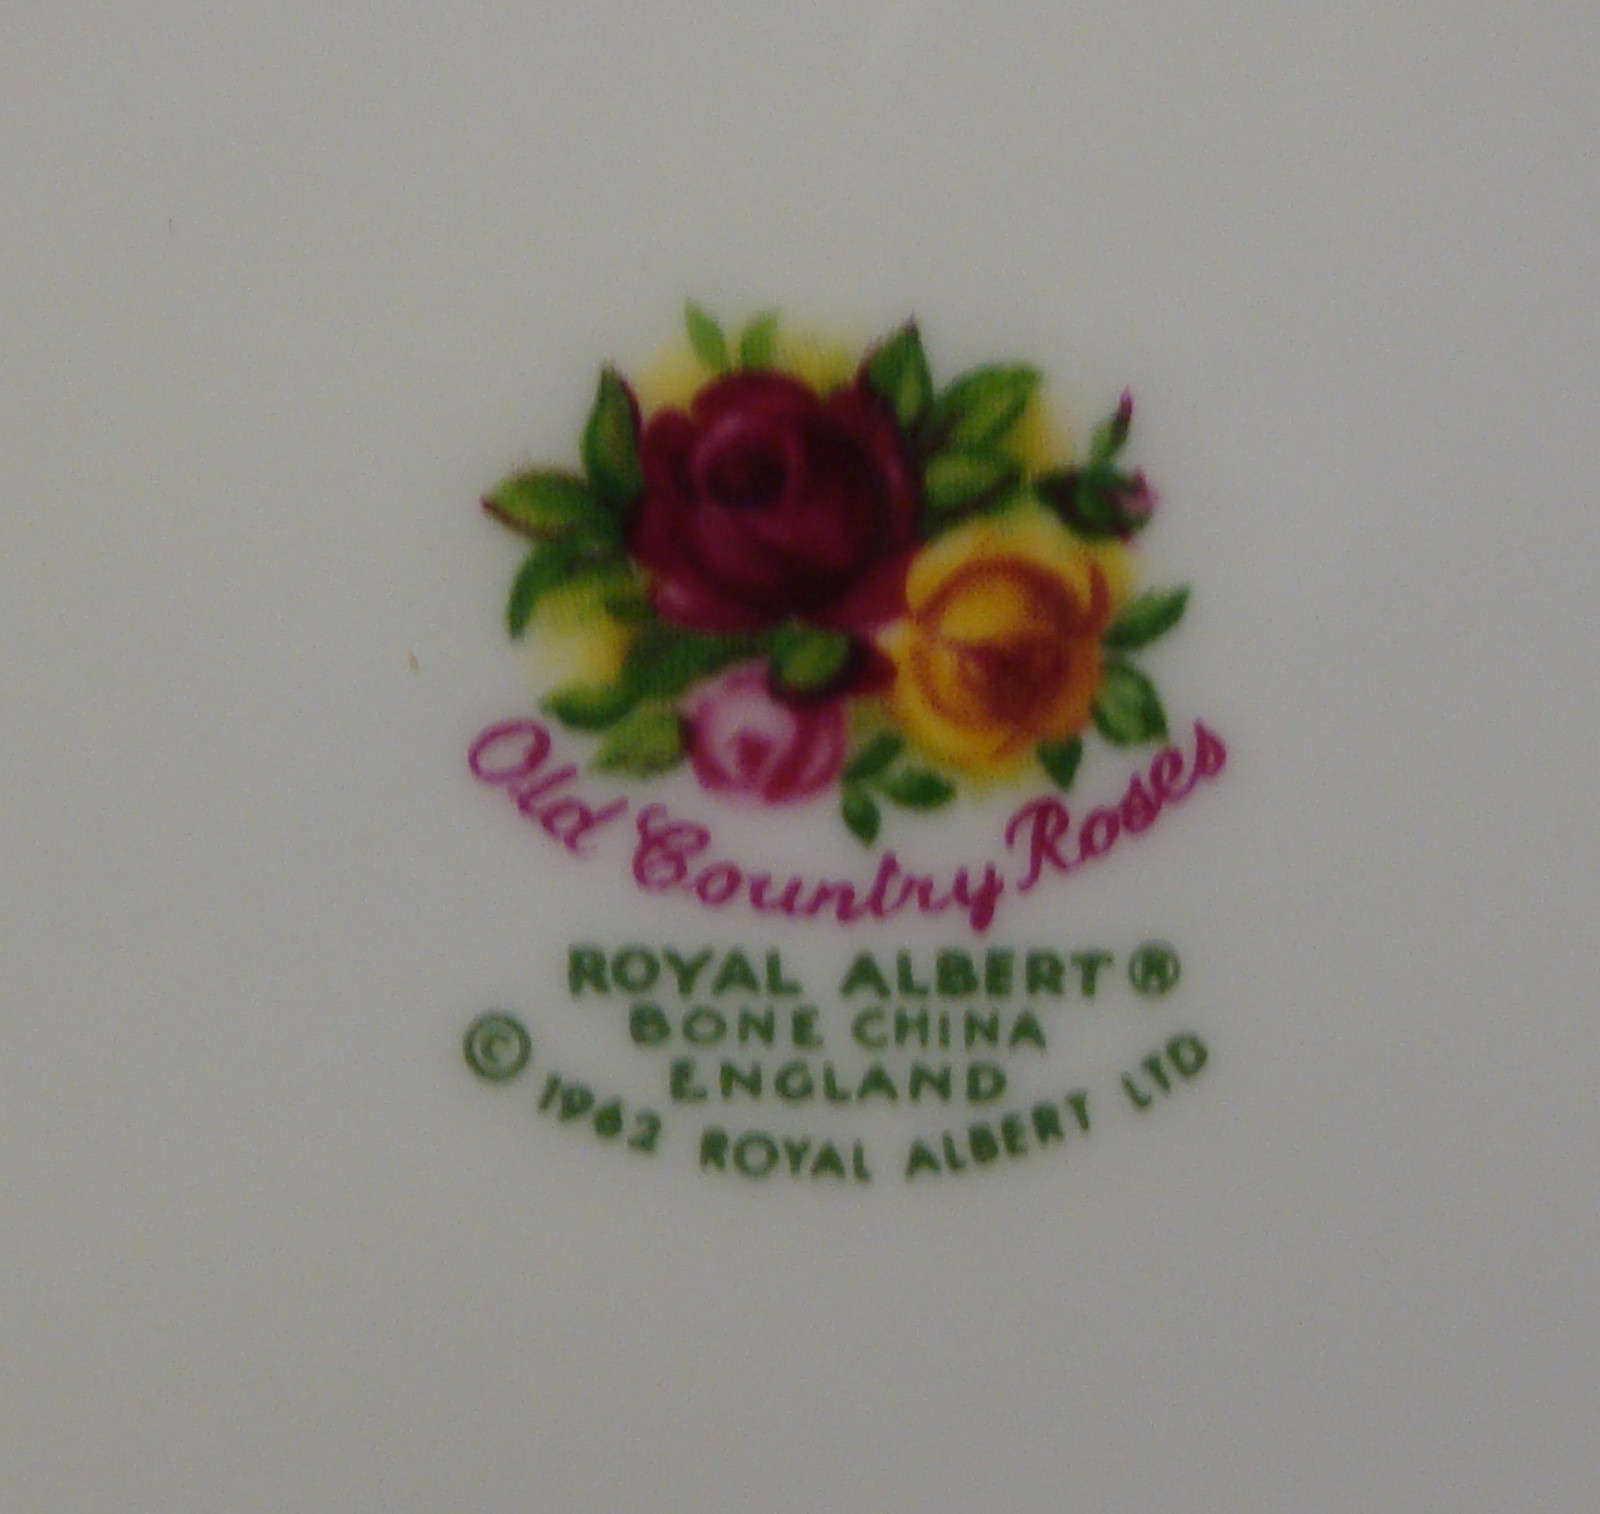 Old Country Roses
ROYAL ALBERT ®
BONE CHINA
ENGLAND
© 1962 ROYAL ALBERT LTD